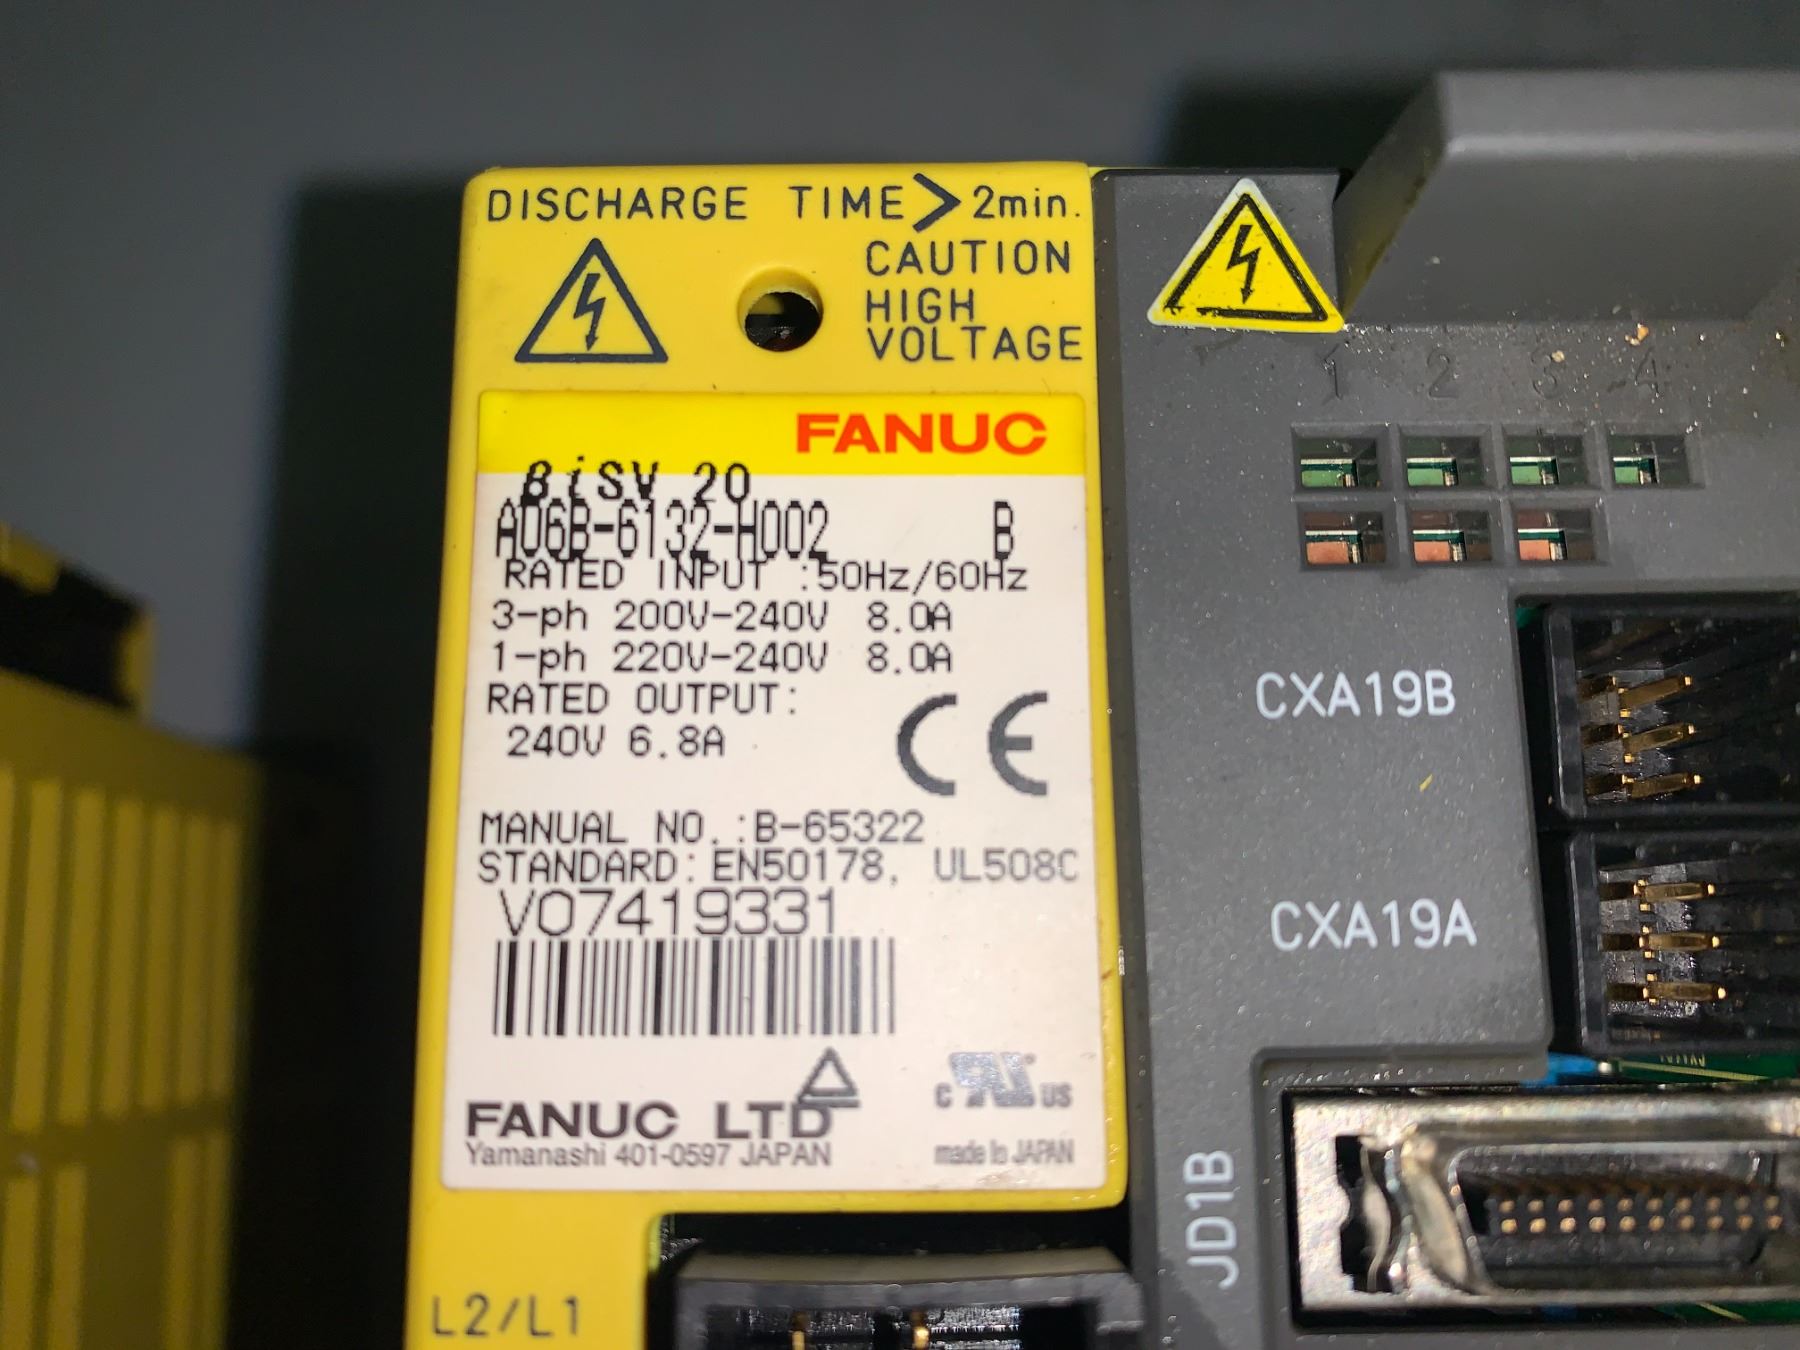 DISCHARGE TIME > 2min.
CAUTION
HIGH
VOLTAGE
FANUC
βiSV 20
A06B-6132-H002 B
RATED INPUT :50Hz/60Hz
3-ph 200V-240V 8.0A
1-ph 220V-240V 8.0A
RATED OUTPUT:
240V 6.8A
CE
MANUAL NO.:B-65322
STANDARD:EN50178, UL508C
V07419331
FANUC LTD
Yamanashi 401-0597 JAPAN
c RU US
made in JAPAN
L2/L1
1 2 3 4
CXA19B
CXA19A
JD1B